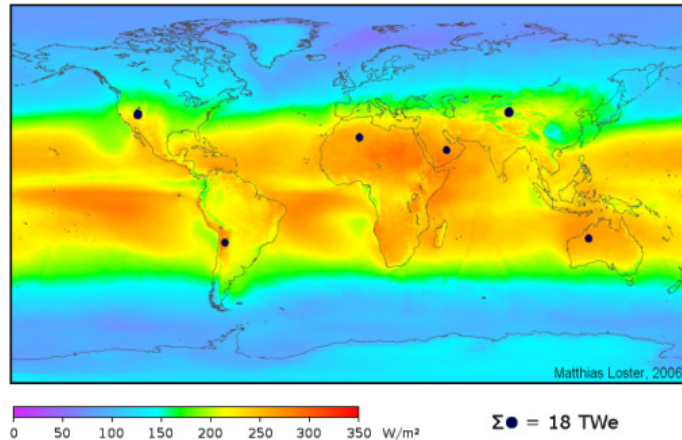 Matthias Loster, 2006
0 50 100 150 200 250 300 350 W/m²
Σ● = 18 TWe